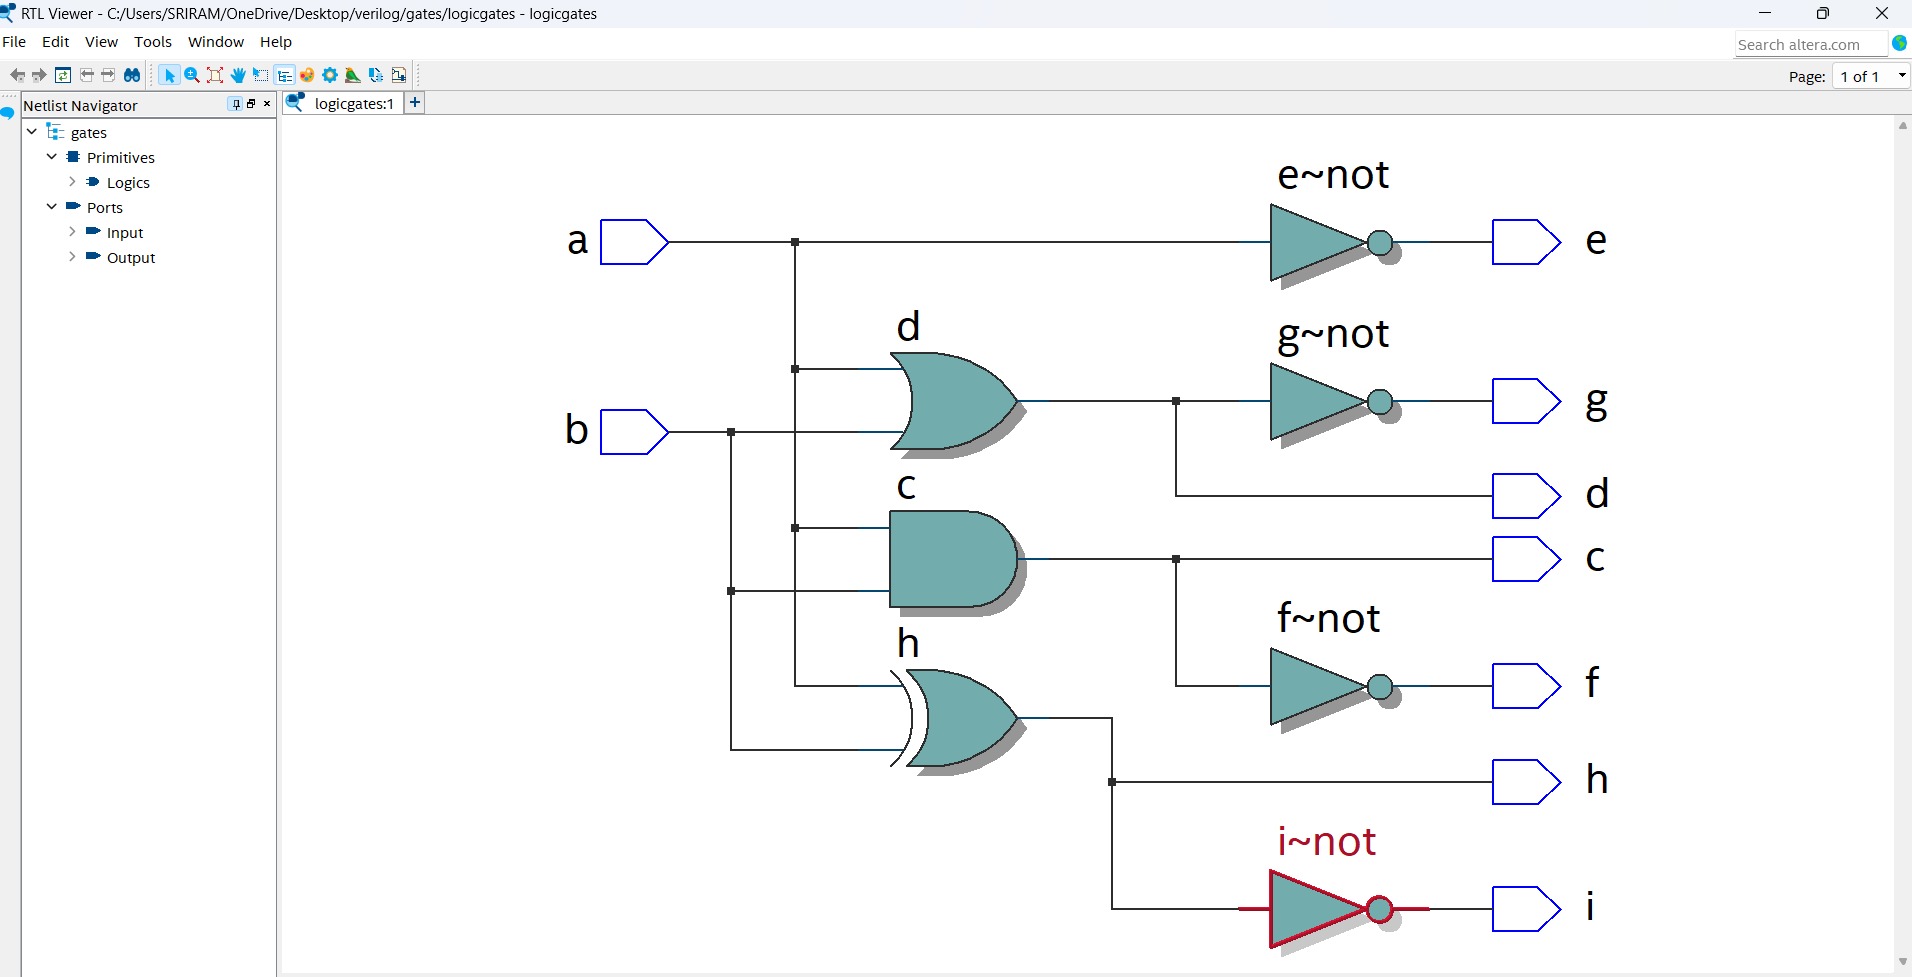 RTL Viewer - C:/Users/SRIRAM/OneDrive/Desktop/verilog/gates/logicgates - logicgates
File Edit View Tools Window Help
Search altera.com
Page: 1 of 1
Netlist Navigator
logicgates:1
gates
Primitives
Logics
Ports
Input
Output
e~not
a
e
d
g~not
g
b
c
d
c
f~not
h
f
h
i~not
i